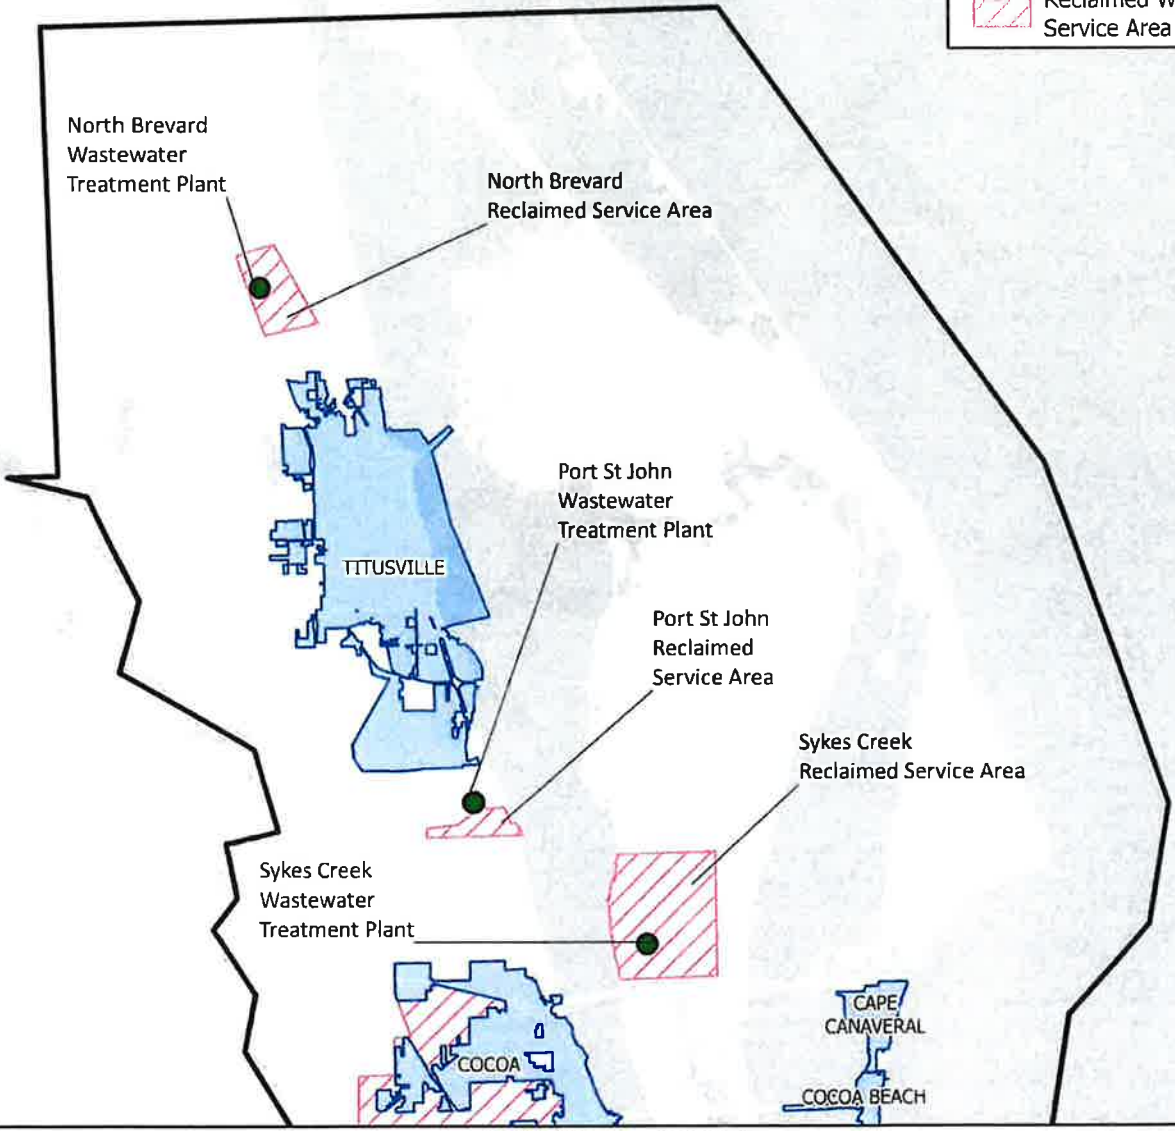 Reclaimed W
Service Area
North Brevard
Wastewater
Treatment Plant
North Brevard
Reclaimed Service Area
Port St John
Wastewater
Treatment Plant
TITUSVILLE
Port St John
Reclaimed
Service Area
Sykes Creek
Reclaimed Service Area
Sykes Creek
Wastewater
Treatment Plant
CAPE
CANAVERAL
COCOA
COCOA BEACH